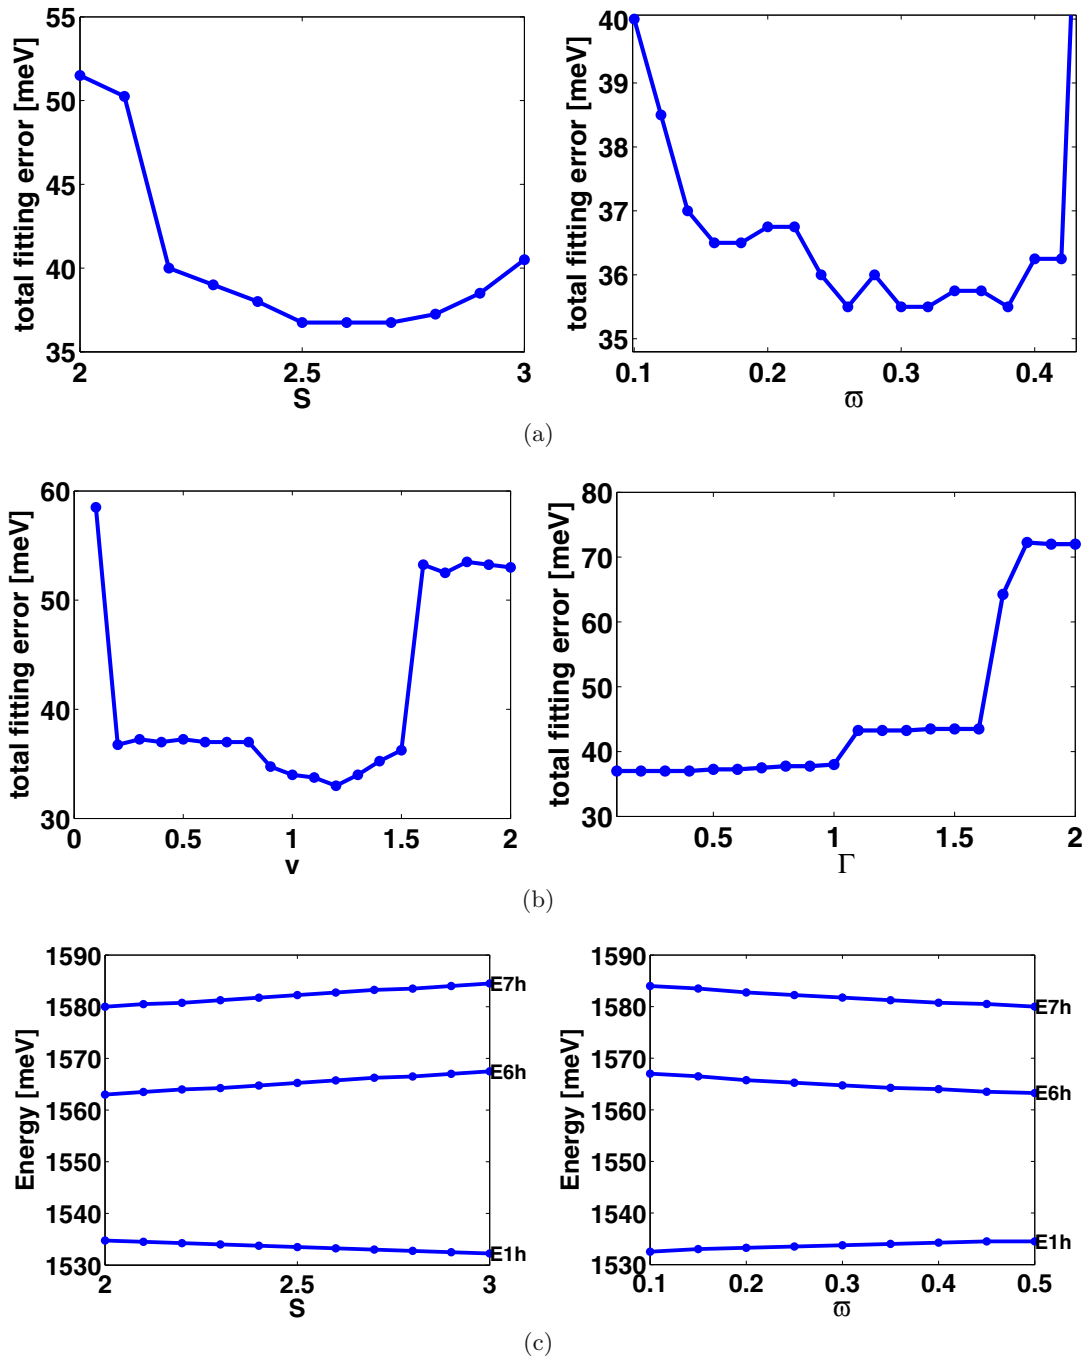 total fitting error [meV]
55
50
45
40
35
2
2.5
3
S
total fitting error [meV]
40
39
38
37
36
35
0.1
0.2
0.3
0.4
ϖ
(a)
total fitting error [meV]
60
50
40
30
0
0.5
1
1.5
2
v
total fitting error [meV]
80
70
60
50
40
30
0.5
1
1.5
2
Γ
(b)
Energy [meV]
1590
1580
1570
1560
1550
1540
1530
E7h
E6h
E1h
2
2.5
3
S
Energy [meV]
1590
1580
1570
1560
1550
1540
1530
E7h
E6h
E1h
0.1
0.2
0.3
0.4
0.5
ϖ
(c)